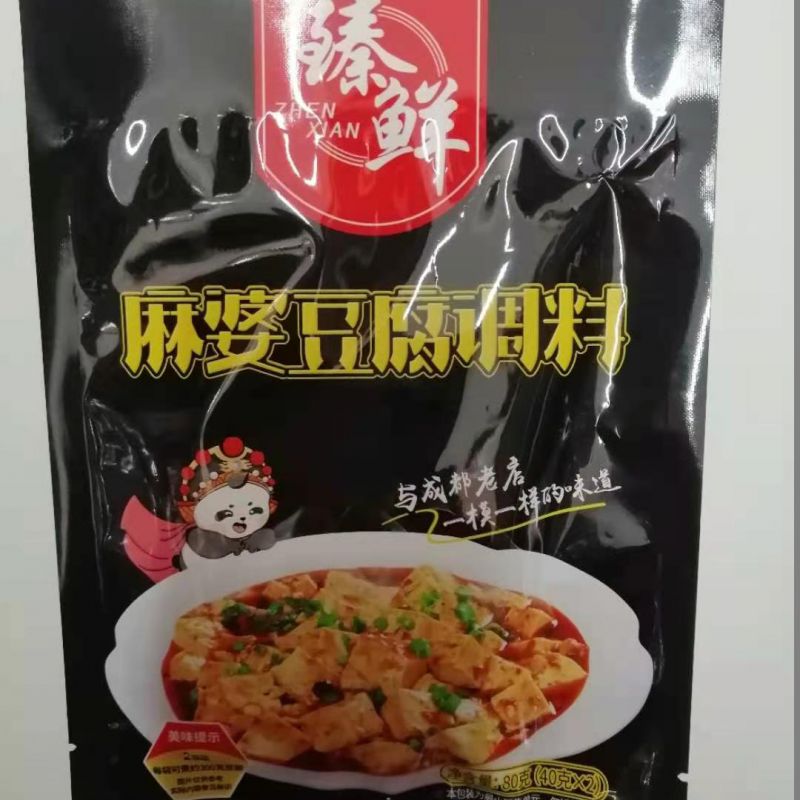 臻鲜
ZHEN
XIAN
麻婆豆腐调料
与成都老店
一模一样的味道
美味提示
净含量:80克(40克×2)